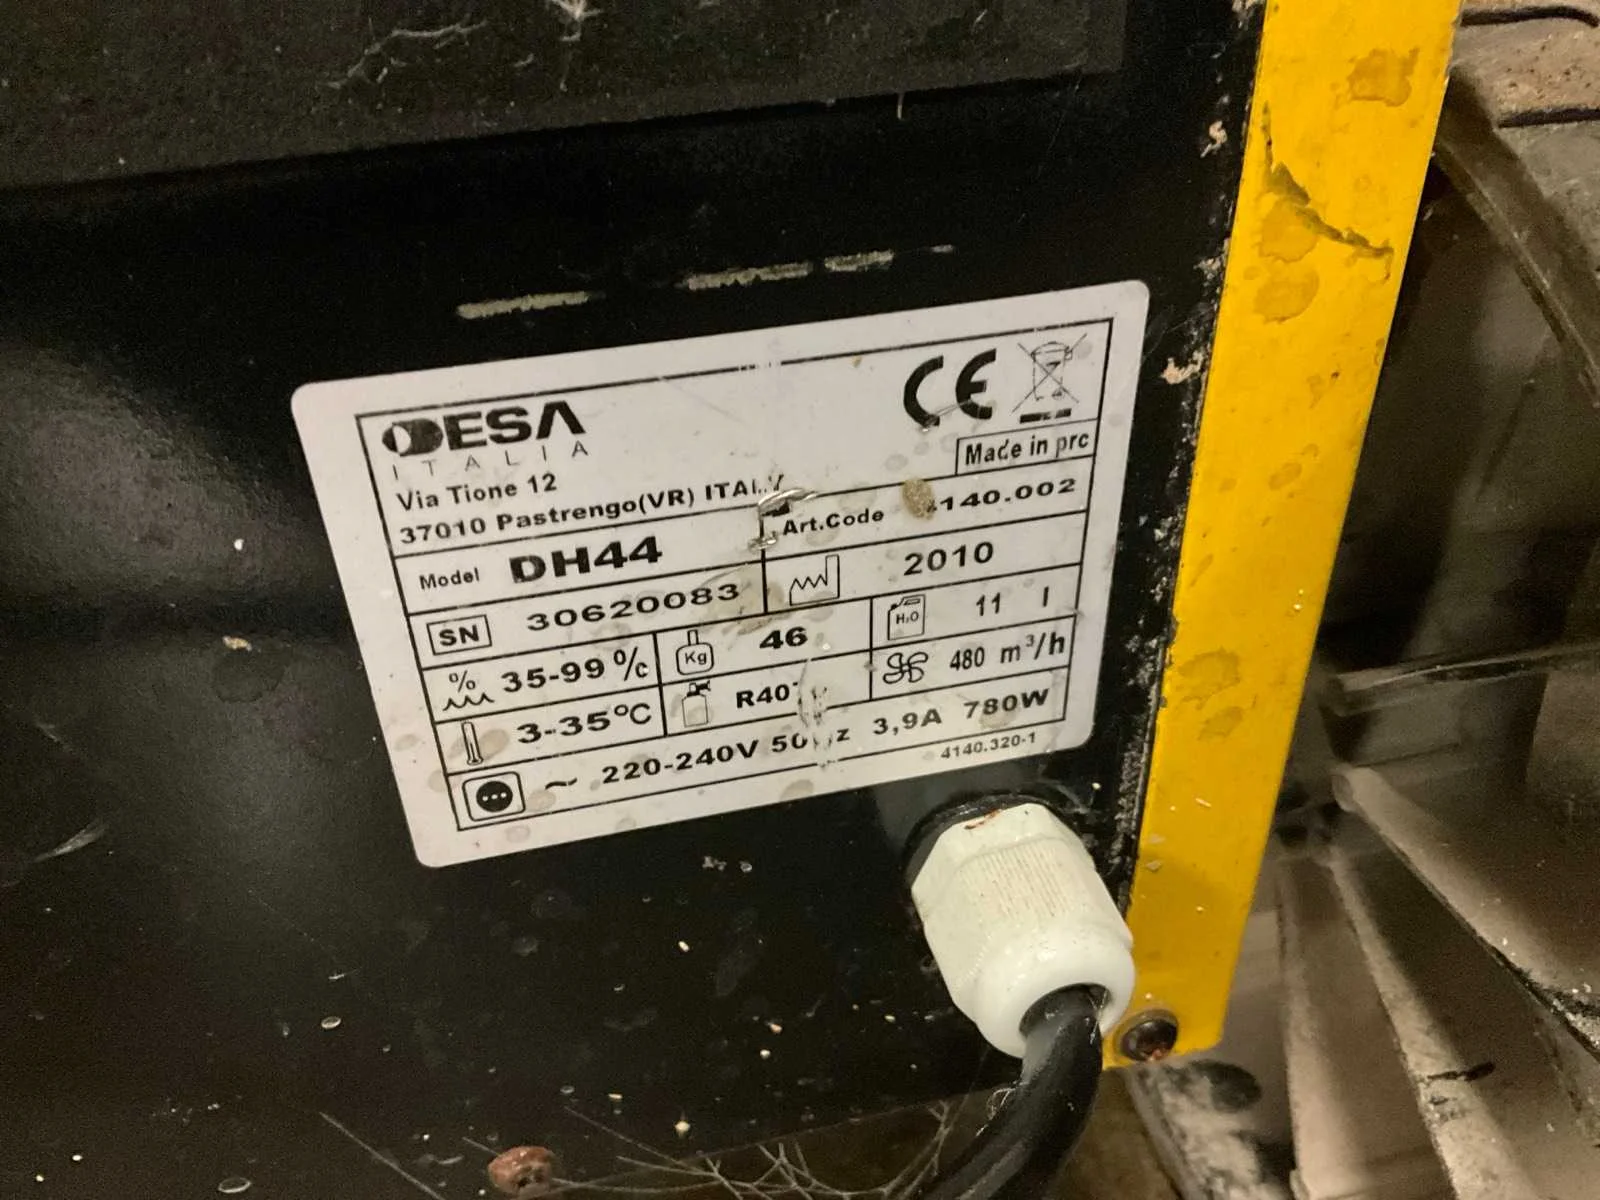 DESA
ITALIA
Via Tione 12
37010 Pastrengo(VR)
CE
Made in prc
Model DH44
Art.Code
SN 30620083
2010
% 35-99 %
Kg 46
H₂O 11 l
3-35°C
480 m³/h
~ 220-240V 3,9A 780W
4140.320-1